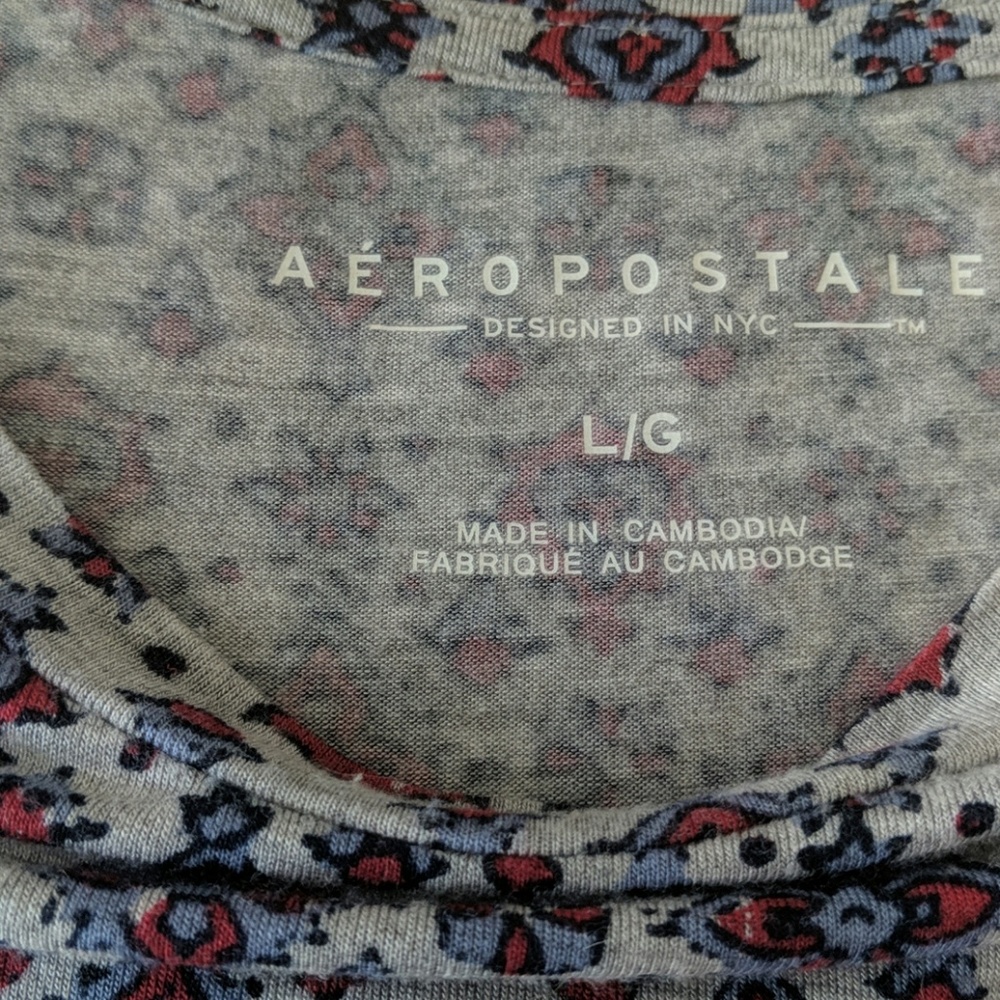 AÉROPOSTALE
DESIGNED IN NYC TM
L/G
MADE IN CAMBODIA/
FABRIQUÉ AU CAMBODGE